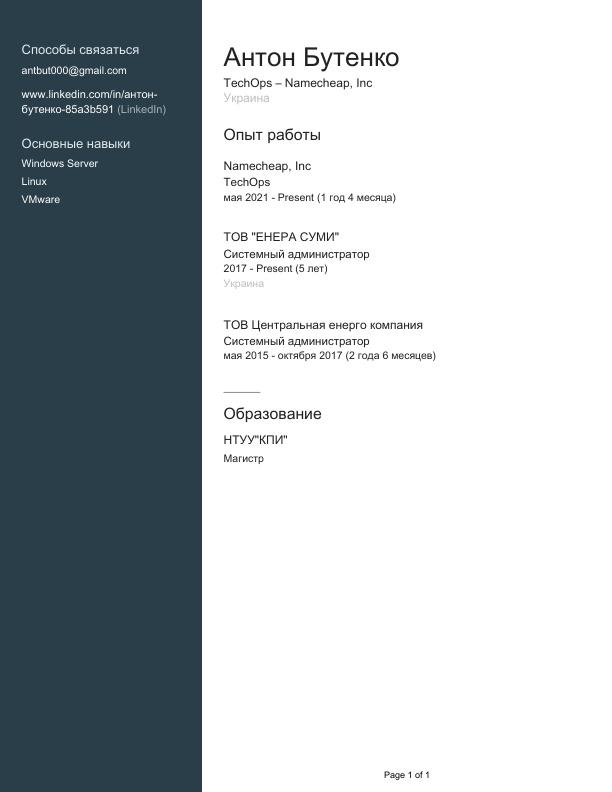 Способы связаться
antbut000@gmail.com
www.linkedin.com/in/антон-
бутенко-85a3b591 (LinkedIn)
Основные навыки
Windows Server
Linux
VMware
Антон Бутенко
TechOps – Namecheap, Inc
Украина
Опыт работы
Namecheap, Inc
TechOps
мая 2021 - Present (1 год 4 месяца)
ТОВ "ЕНЕРА СУМИ"
Системный администратор
2017 - Present (5 лет)
Украина
ТОВ Центральная енерго компания
Системный администратор
мая 2015 - октября 2017 (2 года 6 месяцев)
Образование
НТУУ"КПИ"
Магистр
Page 1 of 1